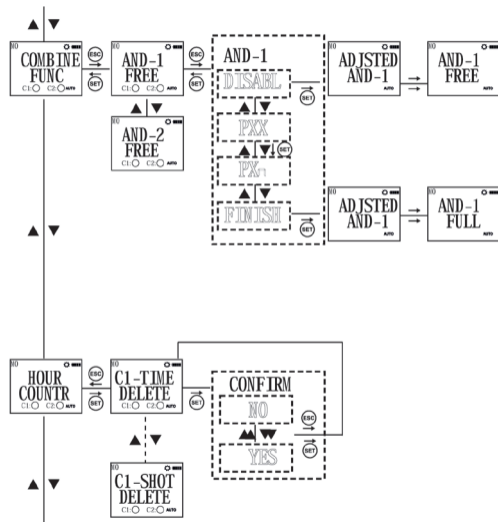 NO
COMBINE
FUNC
C1: C2: AUTO
ESC
SET
NO
AND-1
FREE
C1: C2: AUTO
NO
AND-2
FREE
C1: C2: AUTO
ESC
SET
AND-1
DISABL
PXX
SET
PX
FINISH
SET
NO
ADJSTED
AND-1
AUTO
NO
AND-1
FREE
AUTO
SET
NO
ADJSTED
AND-1
AUTO
NO
AND-1
FULL
AUTO
NO
HOUR
COUNTR
C1: C2: AUTO
ESC
SET
NO
C1-TIME
DELETE
C1: C2: AUTO
NO
C1-SHOT
DELETE
C1: C2: AUTO
SET
CONFIRM
NO
YES
ESC
SET